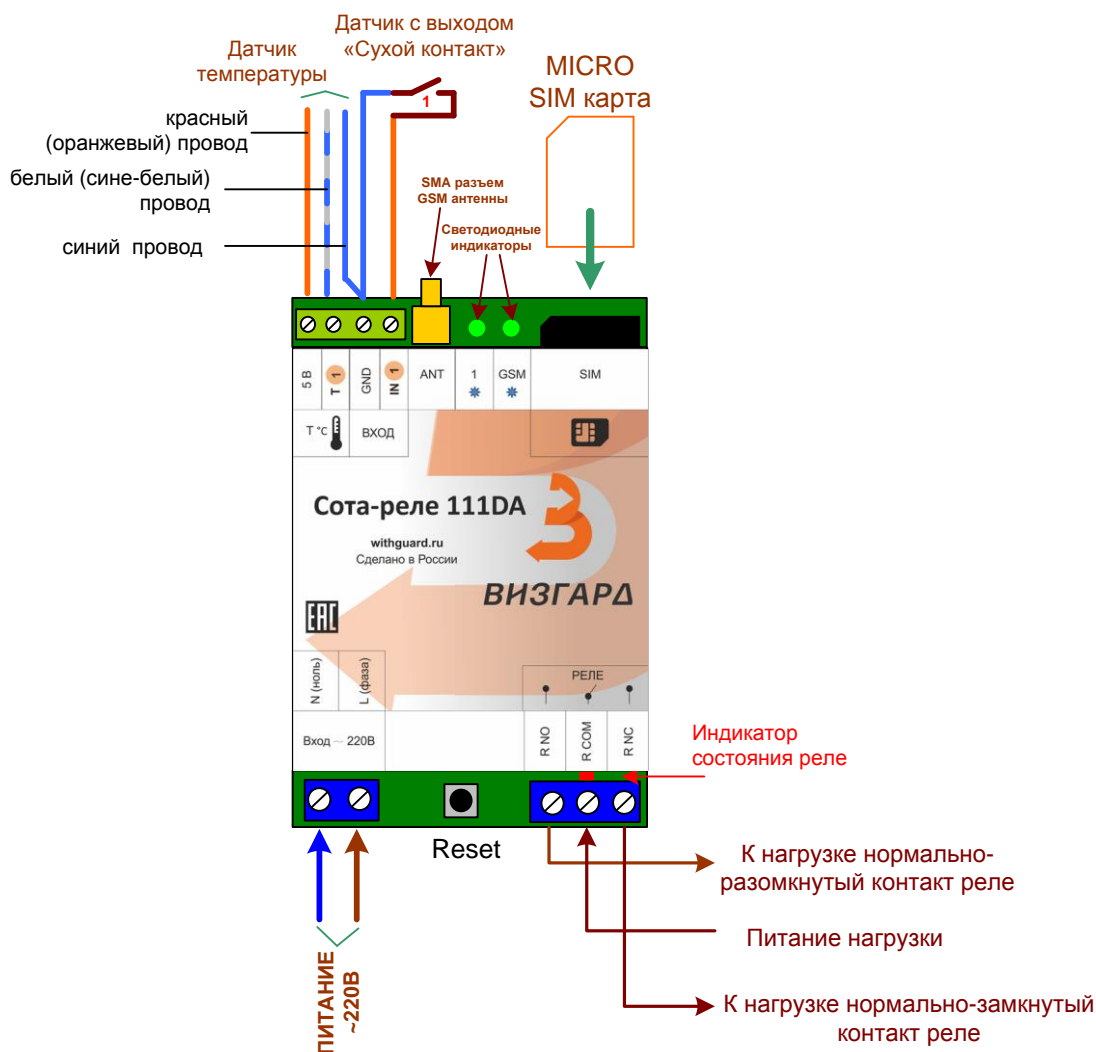 Датчик с выходом
«Сухой контакт»
Датчик
температуры
MICRO
SIM карта
1
красный
(оранжевый) провод
белый (сине-белый)
провод
синий провод
SMA разъем
GSM антенны
Светодиодные
индикаторы
5 В
T 1
GND
IN 1
ANT
1
GSM
SIM
T °C
ВХОД
Сота-реле 111DA
withguard.ru
Сделано в России
ВИЗГАРД
EAC
N (ноль)
L (фаза)
РЕЛЕ
Вход ~ 220В
R NO
R COM
R NC
Индикатор
состояния реле
Reset
К нагрузке нормально-
разомкнутый контакт реле
Питание нагрузки
К нагрузке нормально-замкнутый
контакт реле
ПИТАНИЕ
~220В